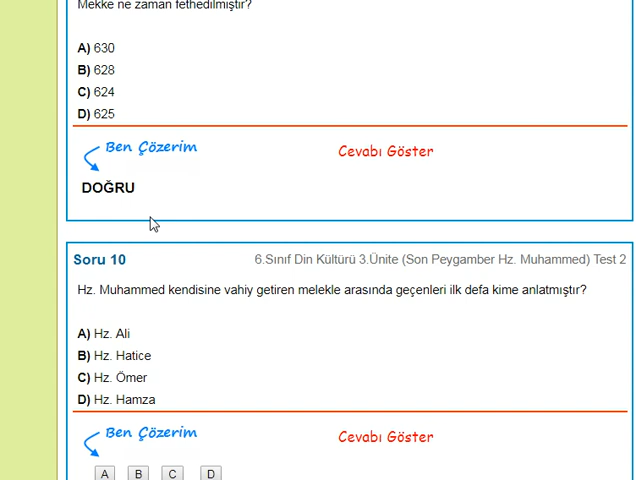 Mekke ne zaman fethedilmiştir?
A) 630
B) 628
C) 624
D) 625
Ben Çözerim
Cevabı Göster
DOĞRU
Soru 10
6.Sınıf Din Kültürü 3.Ünite (Son Peygamber Hz. Muhammed) Test 2
Hz. Muhammed kendisine vahiy getiren melekle arasında geçenleri ilk defa kime anlatmıştır?
A) Hz. Ali
B) Hz. Hatice
C) Hz. Ömer
D) Hz. Hamza
Ben Çözerim
Cevabı Göster
A B C D